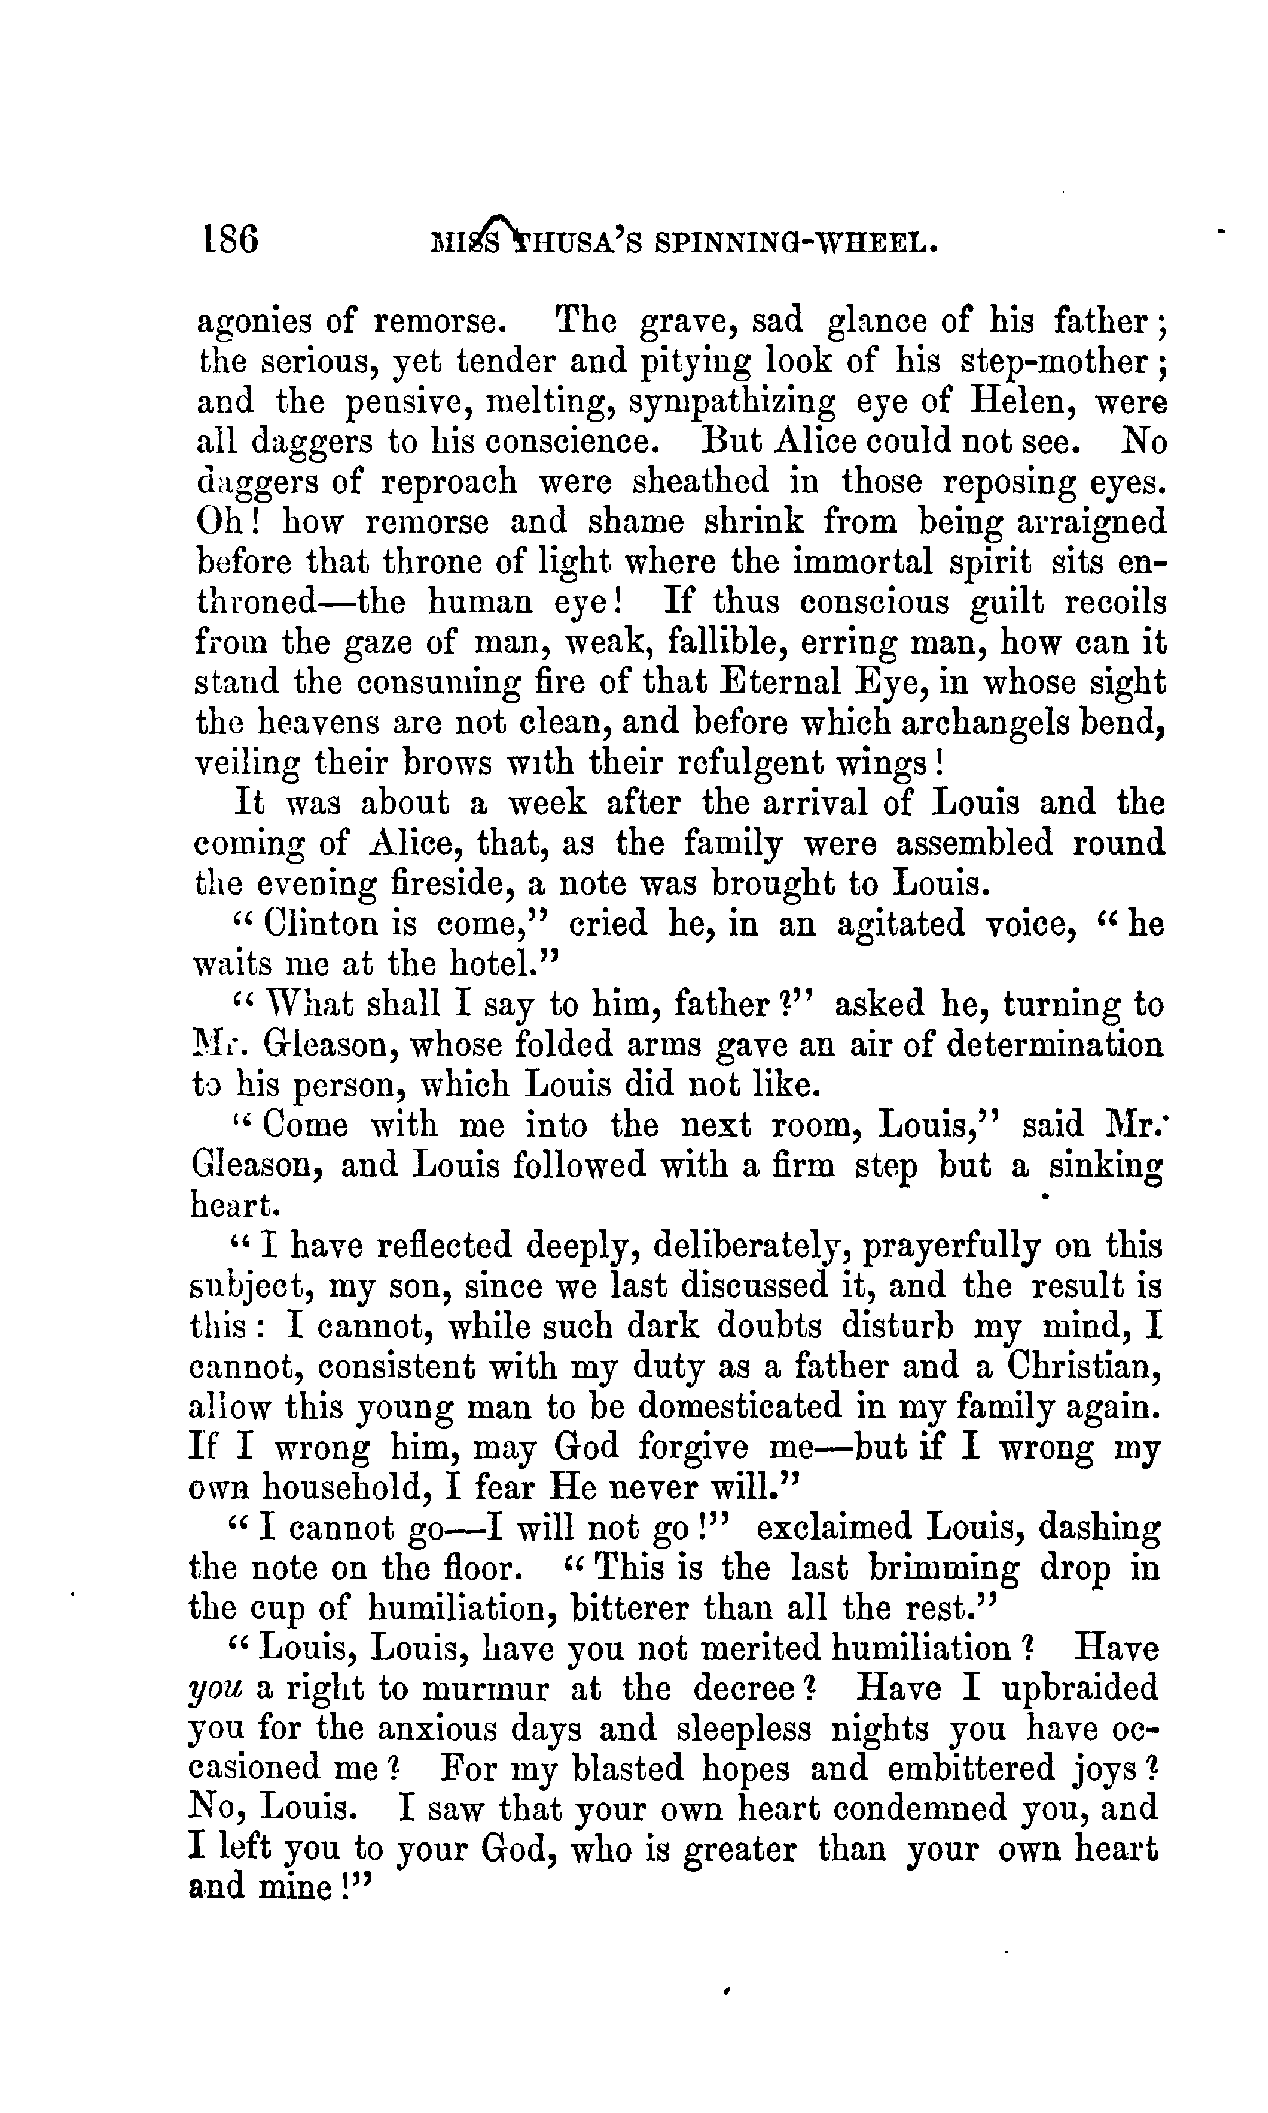 186 MISS THUSA'S SPINNING-WHEEL.
agonies of remorse. The grave, sad glance of his father;
the serious, yet tender and pitying look of his step-mother;
and the pensive, melting, sympathizing eye of Helen, were
all daggers to his conscience. But Alice could not see. No
daggers of reproach were sheathed in those reposing eyes.
Oh! how remorse and shame shrink from being arraigned
before that throne of light where the immortal spirit sits en-
throned—the human eye! If thus conscious guilt recoils
from the gaze of man, weak, fallible, erring man, how can it
stand the consuming fire of that Eternal Eye, in whose sight
the heavens are not clean, and before which archangels bend,
veiling their brows with their refulgent wings!
It was about a week after the arrival of Louis and the
coming of Alice, that, as the family were assembled round
the evening fireside, a note was brought to Louis.
"Clinton is come," cried he, in an agitated voice, "he
waits me at the hotel."
"What shall I say to him, father?" asked he, turning to
Mr. Gleason, whose folded arms gave an air of determination
to his person, which Louis did not like.
"Come with me into the next room, Louis," said Mr.
Gleason, and Louis followed with a firm step but a sinking
heart.
"I have reflected deeply, deliberately, prayerfully on this
subject, my son, since we last discussed it, and the result is
this: I cannot, while such dark doubts disturb my mind, I
cannot, consistent with my duty as a father and a Christian,
allow this young man to be domesticated in my family again.
If I wrong him, may God forgive me—but if I wrong my
own household, I fear He never will."
"I cannot go—I will not go!" exclaimed Louis, dashing
the note on the floor. "This is the last brimming drop in
the cup of humiliation, bitterer than all the rest."
"Louis, Louis, have you not merited humiliation? Have
you a right to murmur at the decree? Have I upbraided
you for the anxious days and sleepless nights you have oc-
casioned me? For my blasted hopes and embittered joys?
No, Louis. I saw that your own heart condemned you, and
I left you to your God, who is greater than your own heart
and mine!"